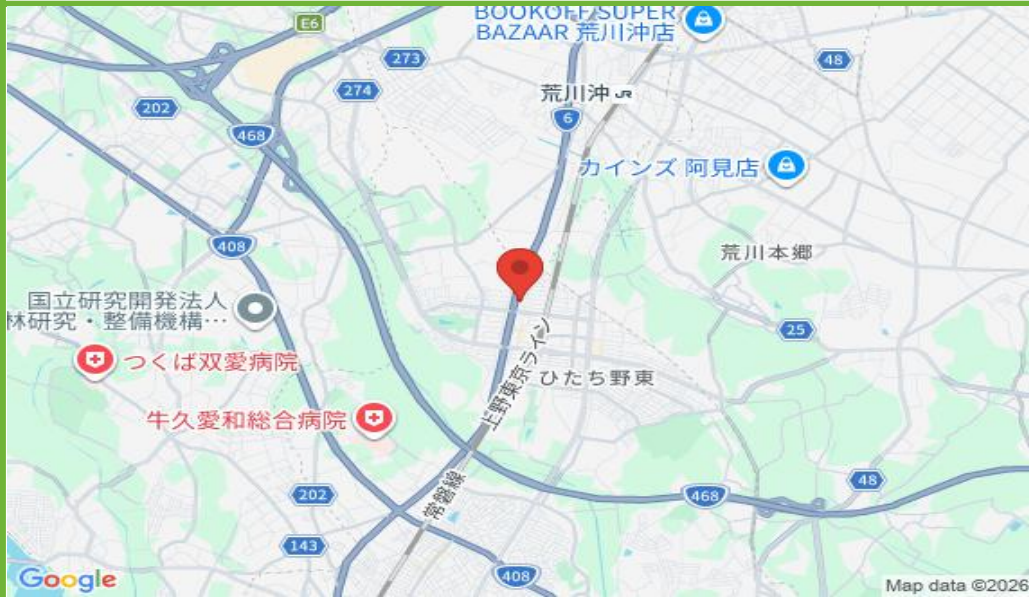 BOOKOFF SUPER
BAZAAR 荒川沖店
E6
273
48
274
荒川沖
JR
202
6
468
カインズ 阿見店
408
荒川本郷
国立研究開発法人
林研究・整備機構…
25
つくば双愛病院
上野東京ライン
ひたち野東
牛久愛和総合病院
48
202
468
常磐線
143
408
Google
Map data ©2026